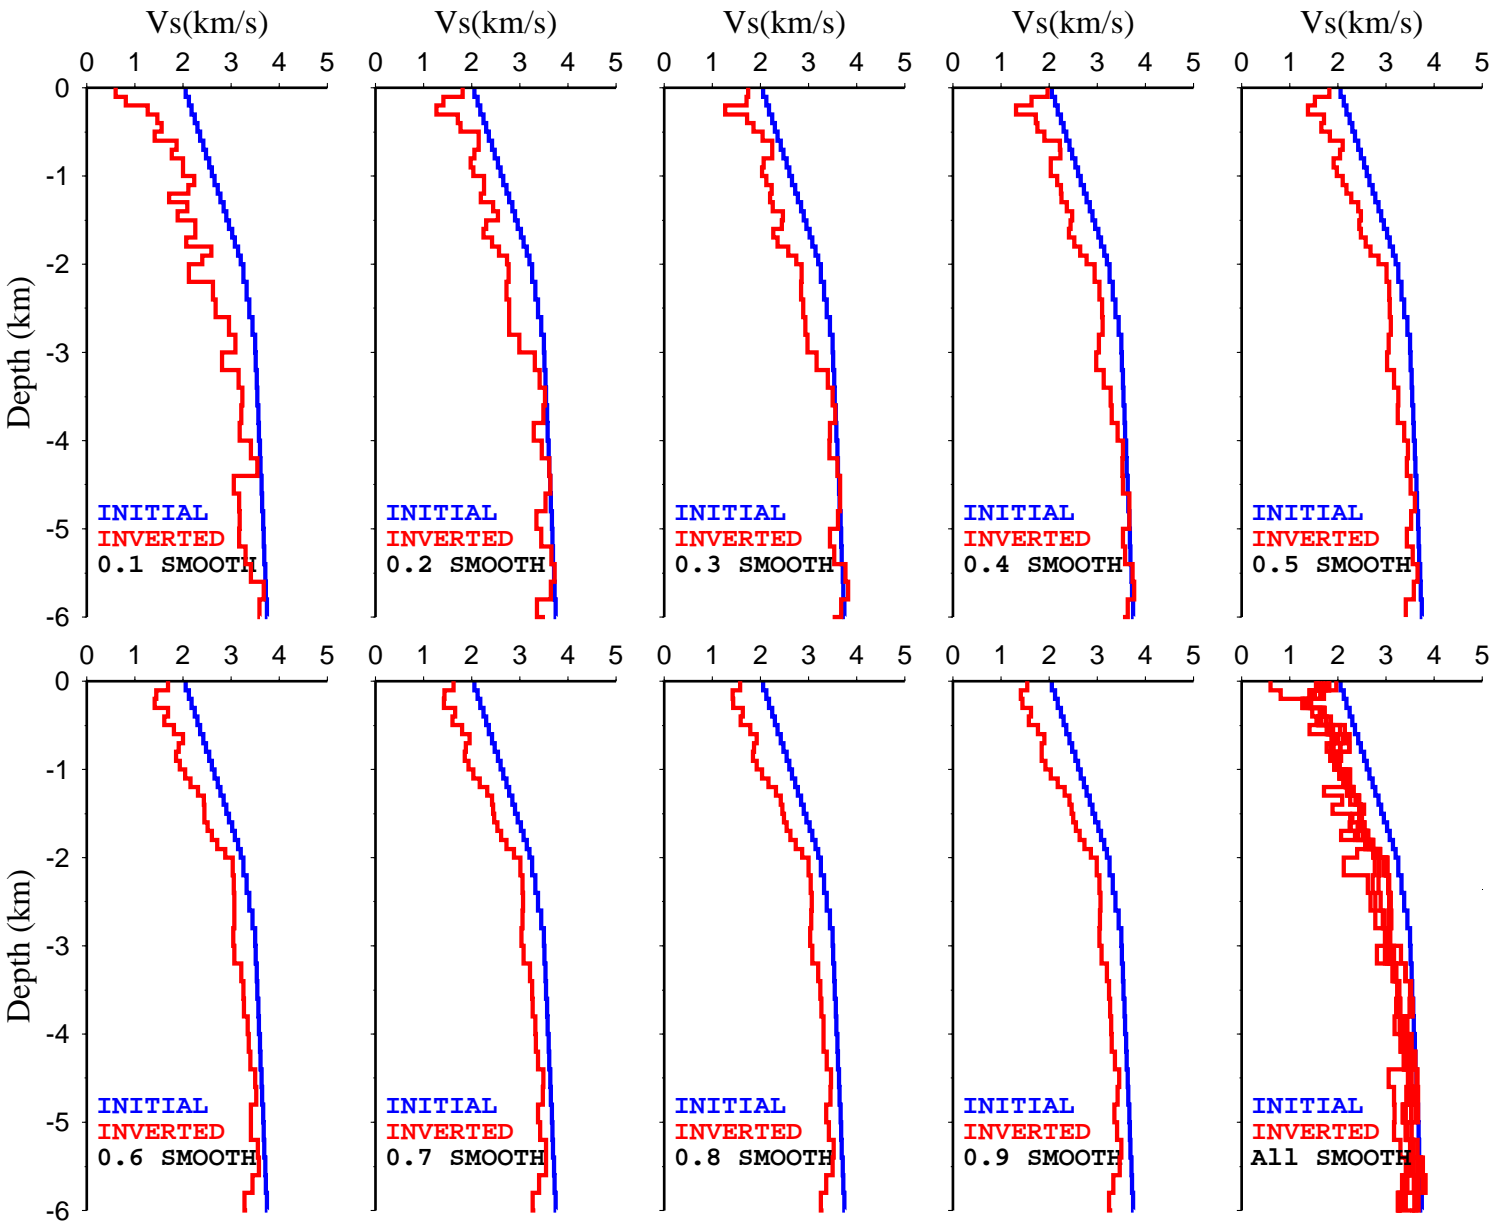 Vs(km/s) Vs(km/s) Vs(km/s) Vs(km/s) Vs(km/s)
0 1 2 3 4 5 0 1 2 3 4 5 0 1 2 3 4 5 0 1 2 3 4 5 0 1 2 3 4 5
0
-1
-2
-3
-4
-5
-6
Depth (km)
INITIAL
INVERTED
0.1 SMOOTH
INITIAL
INVERTED
0.2 SMOOTH
INITIAL
INVERTED
0.3 SMOOTH
INITIAL
INVERTED
0.4 SMOOTH
INITIAL
INVERTED
0.5 SMOOTH
0 1 2 3 4 5 0 1 2 3 4 5 0 1 2 3 4 5 0 1 2 3 4 5 0 1 2 3 4 5
0
-1
-2
-3
-4
-5
-6
Depth (km)
INITIAL
INVERTED
0.6 SMOOTH
INITIAL
INVERTED
0.7 SMOOTH
INITIAL
INVERTED
0.8 SMOOTH
INITIAL
INVERTED
0.9 SMOOTH
INITIAL
INVERTED
All SMOOTH